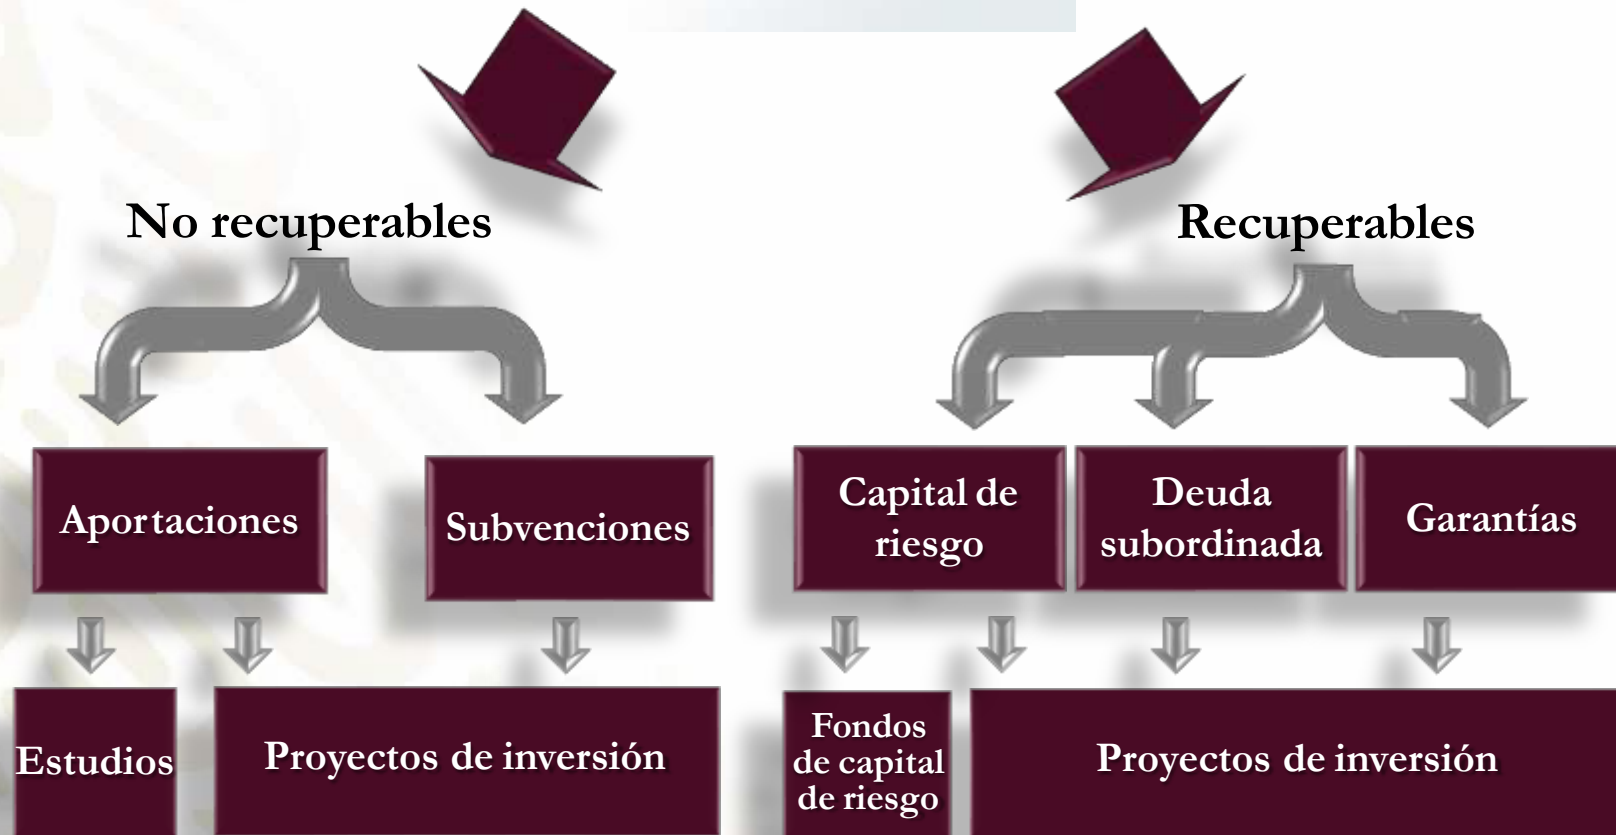 No recuperables
Recuperables
Aportaciones
Subvenciones
Capital de
riesgo
Deuda
subordinada
Garantías
Estudios
Proyectos de inversión
Fondos
de capital
de riesgo
Proyectos de inversión